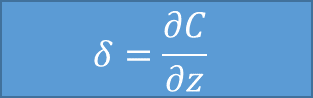 δ = ∂C/∂z